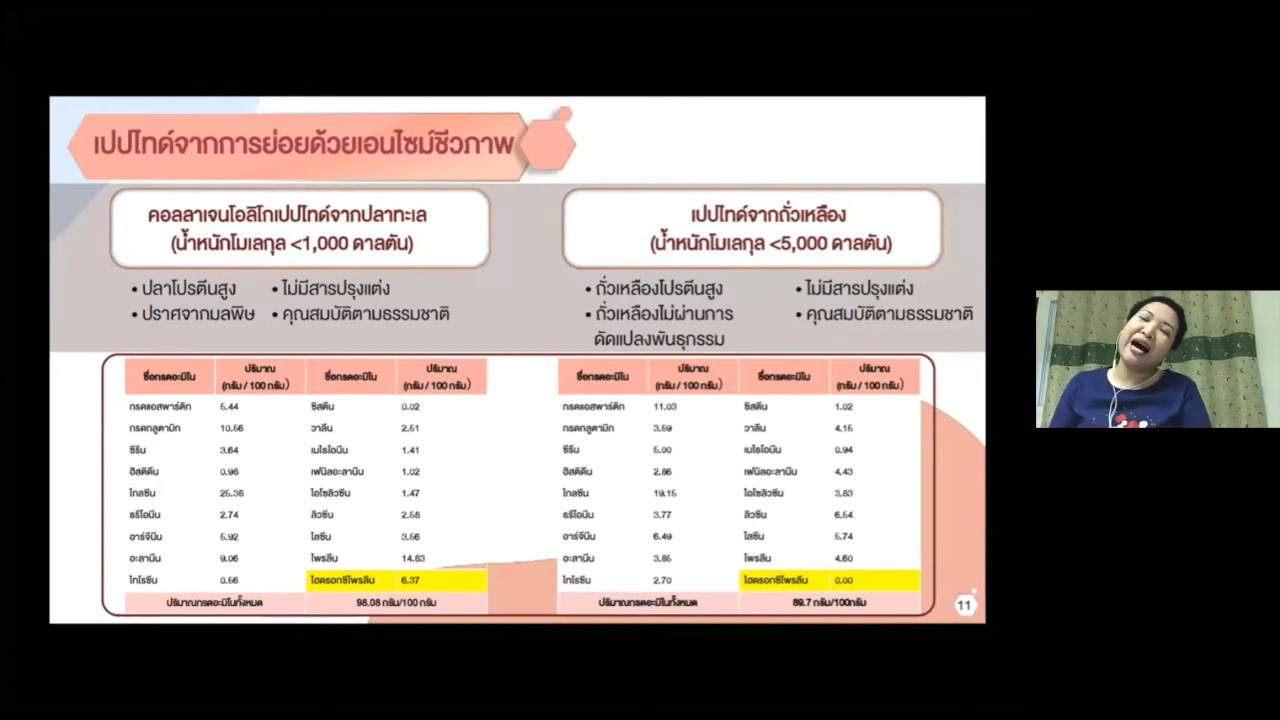 เปปไทด์จากการย่อยด้วยเอนไซม์ชีวภาพ
คอลลาเจนโอลิโกเปปไทด์จากปลาทะเล
(น้ำหนักโมเลกุล <1,000 ดาลตัน)
• ปลาโปรตีนสูง • ไม่มีสารปรุงแต่ง
• ปราศจากมลพิษ • คุณสมบัติตามธรรมชาติ
ชื่อกรดอะมิโน ปริมาณ (กรัม / 100 กรัม) ชื่อกรดอะมิโน ปริมาณ (กรัม / 100 กรัม)
กรดแอสพาร์ติก 5.44 ซิสตีน 0.02
กรดกลูตามิก 10.56 วาลีน 2.51
ซีรีน 3.64 เมไธโอนีน 1.41
ฮิสติดีน 0.96 เฟนิลอะลานีน 1.02
ไกลซีน 25.36 ไอโซลิวซีน 1.47
ธรีโอนีน 2.74 ลิวซีน 2.58
อาร์จินีน 5.92 ไลซีน 3.56
อะลานีน 9.06 โพรลีน 14.83
ไทโรซีน 0.56 ไฮดรอกซีโพรลีน 6.37
ปริมาณกรดอะมิโนทั้งหมด 98.08 กรัม/100 กรัม
เปปไทด์จากถั่วเหลือง
(น้ำหนักโมเลกุล <5,000 ดาลตัน)
• ถั่วเหลืองโปรตีนสูง • ไม่มีสารปรุงแต่ง
• ถั่วเหลืองไม่ผ่านการ • คุณสมบัติตามธรรมชาติ
ดัดแปลงพันธุกรรม
ชื่อกรดอะมิโน ปริมาณ (กรัม / 100 กรัม) ชื่อกรดอะมิโน ปริมาณ (กรัม / 100 กรัม)
กรดแอสพาร์ติก 11.03 ซิสตีน 1.02
กรดกลูตามิก 3.59 วาลีน 4.15
ซีรีน 5.00 เมไธโอนีน 0.94
ฮิสติดีน 2.86 เฟนิลอะลานีน 4.43
ไกลซีน 19.15 ไอโซลิวซีน 3.83
ธรีโอนีน 3.77 ลิวซีน 6.54
อาร์จินีน 6.49 ไลซีน 5.74
อะลานีน 3.85 โพรลีน 4.60
ไทโรซีน 2.70 ไฮดรอกซีโพรลีน 0.00
ปริมาณกรดอะมิโนทั้งหมด 89.7 กรัม/100กรัม
11